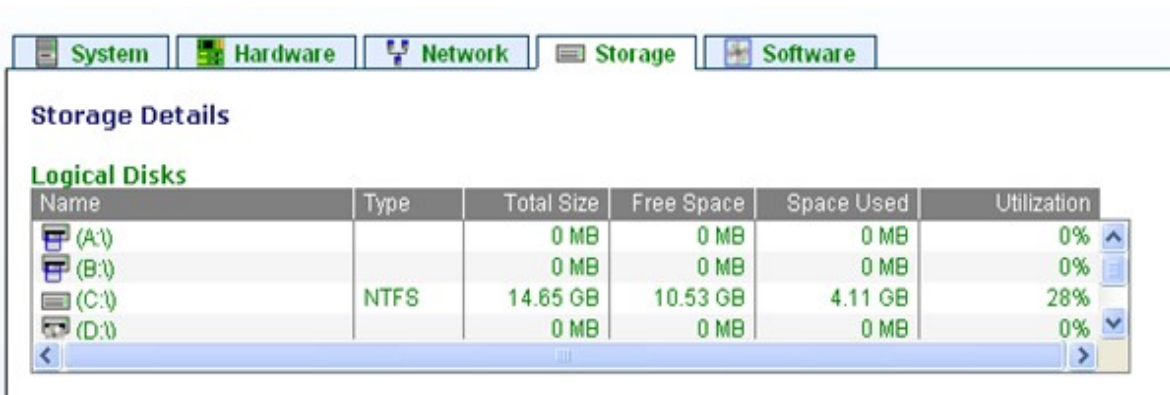 System Hardware Network Storage Software
Storage Details
Logical Disks
Name Type Total Size Free Space Space Used Utilization
(A:\) 0 MB 0 MB 0 MB 0%
(B:\) 0 MB 0 MB 0 MB 0%
(C:\) NTFS 14.65 GB 10.53 GB 4.11 GB 28%
(D:\) 0 MB 0 MB 0 MB 0%